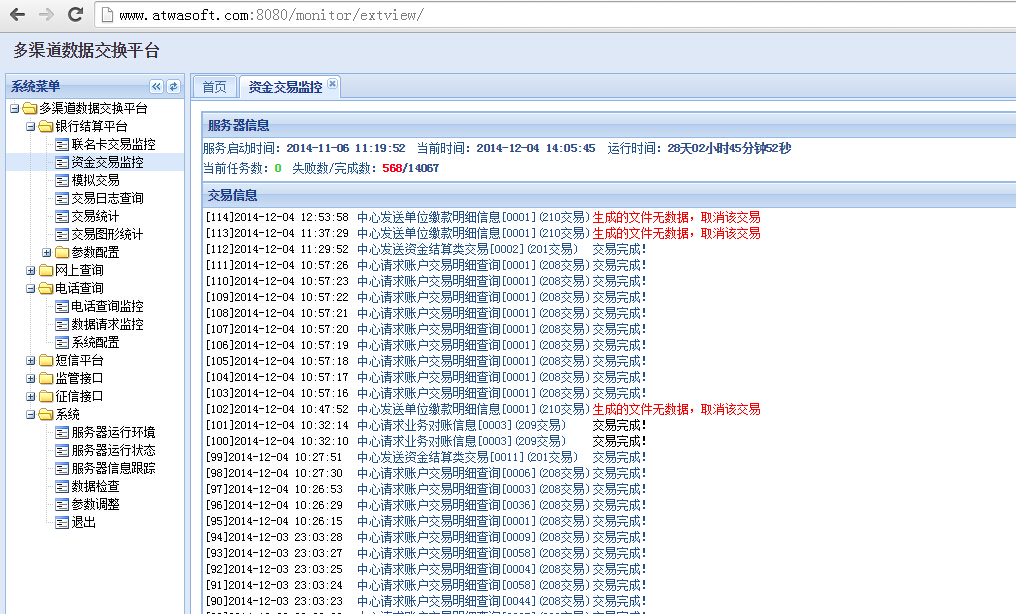 www.atwasoft.com:8080/monitor/extview/
多渠道数据交换平台
系统菜单
首页 资金交易监控
多渠道数据交换平台
银行结算平台
联名卡交易监控
资金交易监控
模拟交易
交易日志查询
交易统计
交易图形统计
参数配置
网上查询
电话查询
电话查询监控
数据请求监控
系统配置
短信平台
监管接口
征信接口
系统
服务器运行环境
服务器运行状态
服务器信息跟踪
数据检查
参数调整
退出
服务器信息
服务启动时间: 2014-11-06 11:19:52 当前时间: 2014-12-04 14:05:45 运行时间: 28天02小时45分钟52秒
当前任务数: 0 失败数/完成数: 568/14067
交易信息
[114]2014-12-04 12:53:58 中心发送单位缴款明细信息[0001](210交易)生成的文件无数据，取消该交易
[113]2014-12-04 11:37:29 中心发送单位缴款明细信息[0001](210交易)生成的文件无数据，取消该交易
[112]2014-12-04 11:29:52 中心发送资金结算类交易[0002](201交易) 交易完成!
[111]2014-12-04 10:57:26 中心请求账户交易明细查询[0001](208交易)交易完成!
[110]2014-12-04 10:57:23 中心请求账户交易明细查询[0001](208交易)交易完成!
[109]2014-12-04 10:57:22 中心请求账户交易明细查询[0001](208交易)交易完成!
[108]2014-12-04 10:57:21 中心请求账户交易明细查询[0001](208交易)交易完成!
[107]2014-12-04 10:57:20 中心请求账户交易明细查询[0001](208交易)交易完成!
[106]2014-12-04 10:57:19 中心请求账户交易明细查询[0001](208交易)交易完成!
[105]2014-12-04 10:57:18 中心请求账户交易明细查询[0001](208交易)交易完成!
[104]2014-12-04 10:57:17 中心请求账户交易明细查询[0001](208交易)交易完成!
[103]2014-12-04 10:57:16 中心请求账户交易明细查询[0001](208交易)交易完成!
[102]2014-12-04 10:47:52 中心发送单位缴款明细信息[0001](210交易)生成的文件无数据，取消该交易
[101]2014-12-04 10:32:14 中心请求业务对账信息[0003](209交易) 交易完成!
[100]2014-12-04 10:32:10 中心请求业务对账信息[0003](209交易) 交易完成!
[99]2014-12-04 10:27:51 中心发送资金结算类交易[0011](201交易) 交易完成!
[98]2014-12-04 10:27:30 中心请求账户交易明细查询[0006](208交易)交易完成!
[97]2014-12-04 10:26:53 中心请求账户交易明细查询[0003](208交易)交易完成!
[96]2014-12-04 10:26:29 中心请求账户交易明细查询[0036](208交易)交易完成!
[95]2014-12-04 10:26:15 中心请求账户交易明细查询[0001](208交易)交易完成!
[94]2014-12-03 23:03:28 中心请求账户交易明细查询[0009](208交易)交易完成!
[93]2014-12-03 23:03:27 中心请求账户交易明细查询[0058](208交易)交易完成!
[92]2014-12-03 23:03:25 中心请求账户交易明细查询[0004](208交易)交易完成!
[91]2014-12-03 23:03:24 中心请求账户交易明细查询[0058](208交易)交易完成!
[90]2014-12-03 23:03:23 中心请求账户交易明细查询[0044](208交易)交易完成!